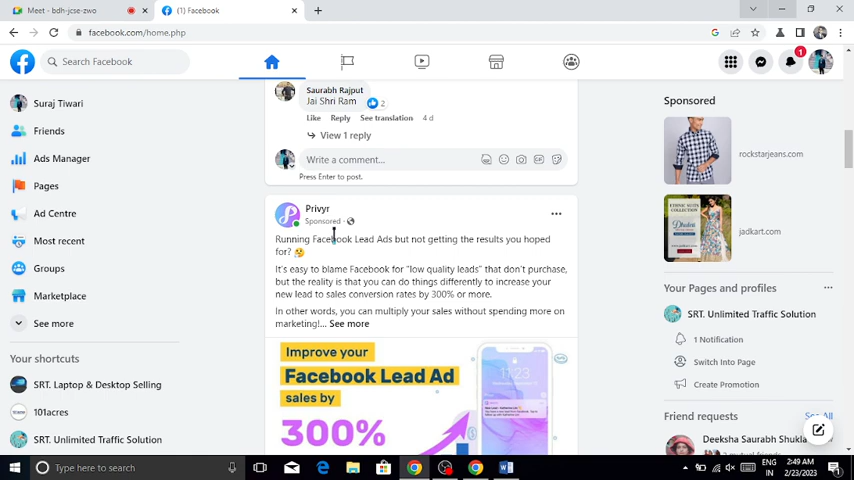 Meet - bdh-jcse-zwo
(1) Facebook
facebook.com/home.php
Search Facebook
1
Suraj Tiwari
Friends
Ads Manager
Pages
Ad Centre
Most recent
Groups
Marketplace
See more
Your shortcuts
SRT. Laptop & Desktop Selling
101acres
SRT. Unlimited Traffic Solution
Saurabh Rajput
Jai Shri Ram
2
Like Reply See translation 4 d
View 1 reply
Write a comment...
GIF
Press Enter to post.
Privyr
Sponsored ·
Running Facebook Lead Ads but not getting the results you hoped
for? 🤔
It's easy to blame Facebook for "low quality leads" that don't purchase,
but the reality is that you can do things differently to increase your
new lead to sales conversion rates by 300% or more.
In other words, you can multiply your sales without spending more on
marketing!... See more
Improve your
Facebook Lead Ad
sales by
300%
11:23
Sponsored
rockstarjeans.com
ETHNIC SUITS
COLLECTION
jadkart.com
Your Pages and profiles
SRT. Unlimited Traffic Solution
1 Notification
Switch Into Page
Create Promotion
Friend requests
See All
Deeksha Saurabh Shukla
Type here to search
ENG
IN
2:49 AM
2/23/2023